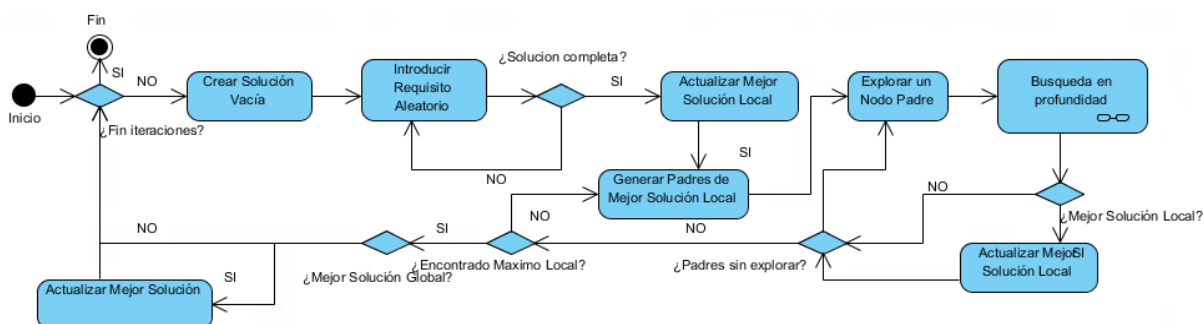 Fin
¿Solucion completa?
SI
NO
Crear Solución
Vacía
Introducir
Requisito
Aleatorio
SI
Actualizar Mejor
Solución Local
Explorar un
Nodo Padre
Busqueda en
profundidad
Inicio
¿Fin iteraciones?
NO
SI
Generar Padres de
Mejor Solución Local
SI
NO
¿Mejor Solución Local?
NO
SI
NO
NO
¿Mejor Solución Global?
¿Encontrado Maximo Local?
¿Padres sin explorar?
Actualizar Mejor
Solución Local
SI
SI
Actualizar Mejor Solución